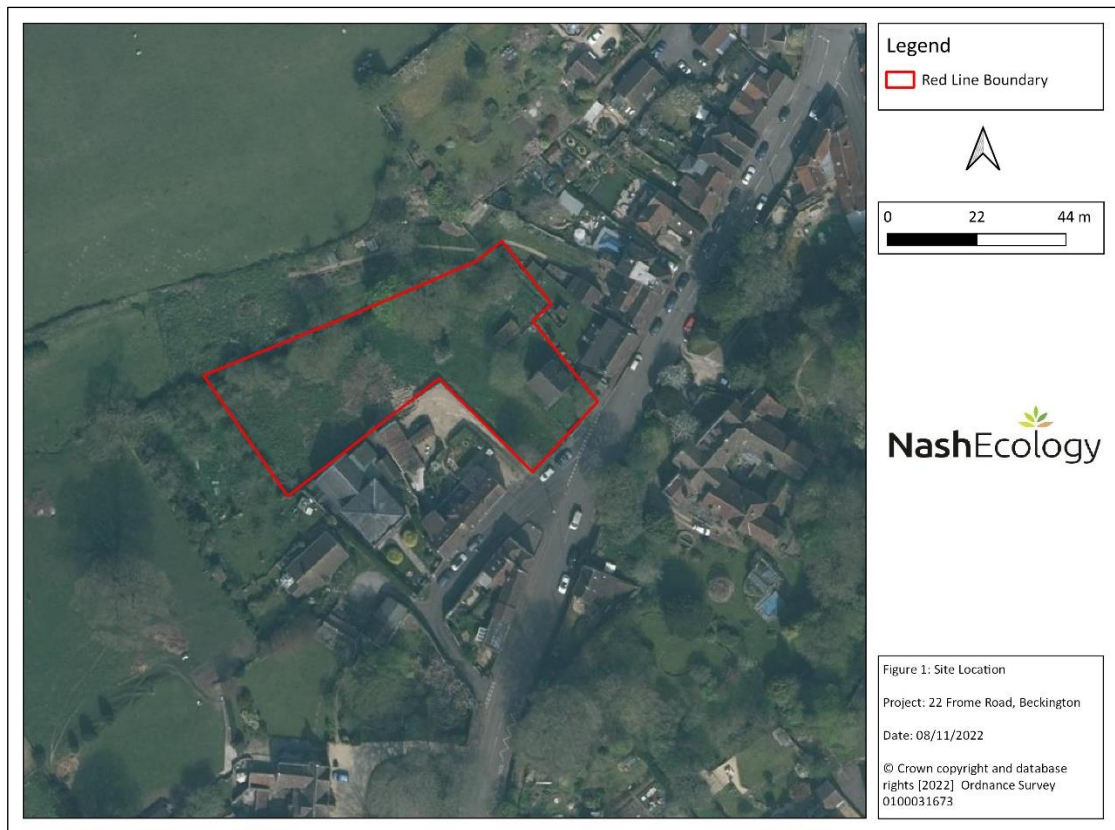 Legend
Red Line Boundary
0 22 44 m
NashEcology
Figure 1: Site Location
Project: 22 Frome Road, Beckington
Date: 08/11/2022
© Crown copyright and database
rights [2022] Ordnance Survey
0100031673